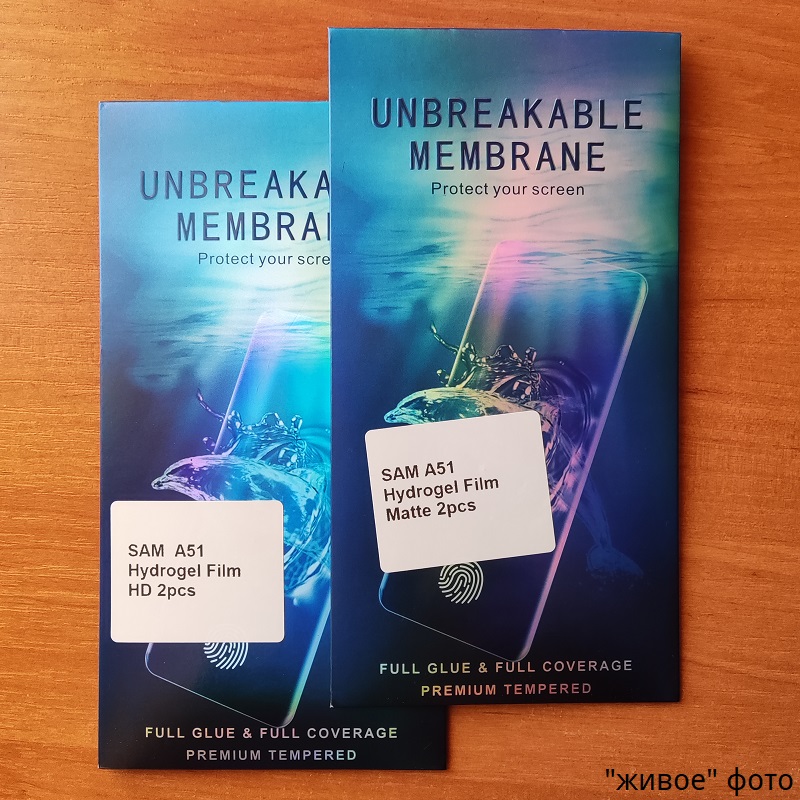 UNBREAKABLE
MEMBRANE
Protect your screen
SAM A51
Hydrogel Film
Matte 2pcs
FULL GLUE & FULL COVERAGE
PREMIUM TEMPERED
UNBREAKA
MEMBRA
Protect your scre
SAM A51
Hydrogel Film
HD 2pcs
FULL GLUE & FULL COVERAGE
PREMIUM TEMPERED
"живое" фото